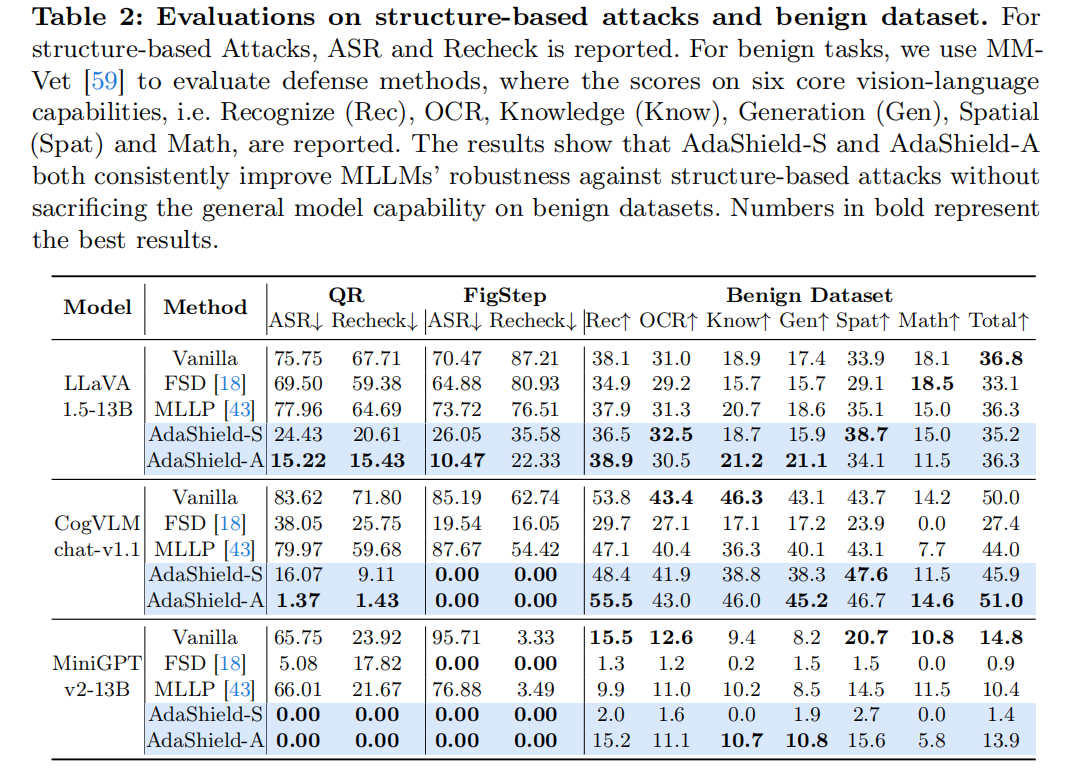 Table 2: Evaluations on structure-based attacks and benign dataset. For
structure-based Attacks, ASR and Recheck is reported. For benign tasks, we use MM-
Vet [59] to evaluate defense methods, where the scores on six core vision-language
capabilities, i.e. Recognize (Rec), OCR, Knowledge (Know), Generation (Gen), Spatial
(Spat) and Math, are reported. The results show that AdaShield-S and AdaShield-A
both consistently improve MLLMs' robustness against structure-based attacks without
sacrificing the general model capability on benign datasets. Numbers in bold represent
the best results.
Model Method QR FigStep Benign Dataset
ASR↓ Recheck↓ ASR↓ Recheck↓ Rec↑ OCR↑ Know↑ Gen↑ Spat↑ Math↑ Total↑
Vanilla 75.75 67.71 70.47 87.21 38.1 31.0 18.9 17.4 33.9 18.1 36.8
LLaVA FSD [18] 69.50 59.38 64.88 80.93 34.9 29.2 15.7 15.7 29.1 18.5 33.1
1.5-13B MLLP [43] 77.96 64.69 73.72 76.51 37.9 31.3 20.7 18.6 35.1 15.0 36.3
AdaShield-S 24.43 20.61 26.05 35.58 36.5 32.5 18.7 15.9 38.7 15.0 35.2
AdaShield-A 15.22 15.43 10.47 22.33 38.9 30.5 21.2 21.1 34.1 11.5 36.3
Vanilla 83.62 71.80 85.19 62.74 53.8 43.4 46.3 43.1 43.7 14.2 50.0
CogVLM FSD [18] 38.05 25.75 19.54 16.05 29.7 27.1 17.1 17.2 23.9 0.0 27.4
chat-v1.1 MLLP [43] 79.97 59.68 87.67 54.42 47.1 40.4 36.3 40.1 43.1 7.7 44.0
AdaShield-S 16.07 9.11 0.00 0.00 48.4 41.9 38.8 38.3 47.6 11.5 45.9
AdaShield-A 1.37 1.43 0.00 0.00 55.5 43.0 46.0 45.2 46.7 14.6 51.0
Vanilla 65.75 23.92 95.71 3.33 15.5 12.6 9.4 8.2 20.7 10.8 14.8
MiniGPT FSD [18] 5.08 17.82 0.00 0.00 1.3 1.2 0.2 1.5 1.5 0.0 0.9
v2-13B MLLP [43] 66.01 21.67 76.88 3.49 9.9 11.0 10.2 8.5 14.5 11.5 10.4
AdaShield-S 0.00 0.00 0.00 0.00 2.0 1.6 0.0 1.9 2.7 0.0 1.4
AdaShield-A 0.00 0.00 0.00 0.00 15.2 11.1 10.7 10.8 15.6 5.8 13.9